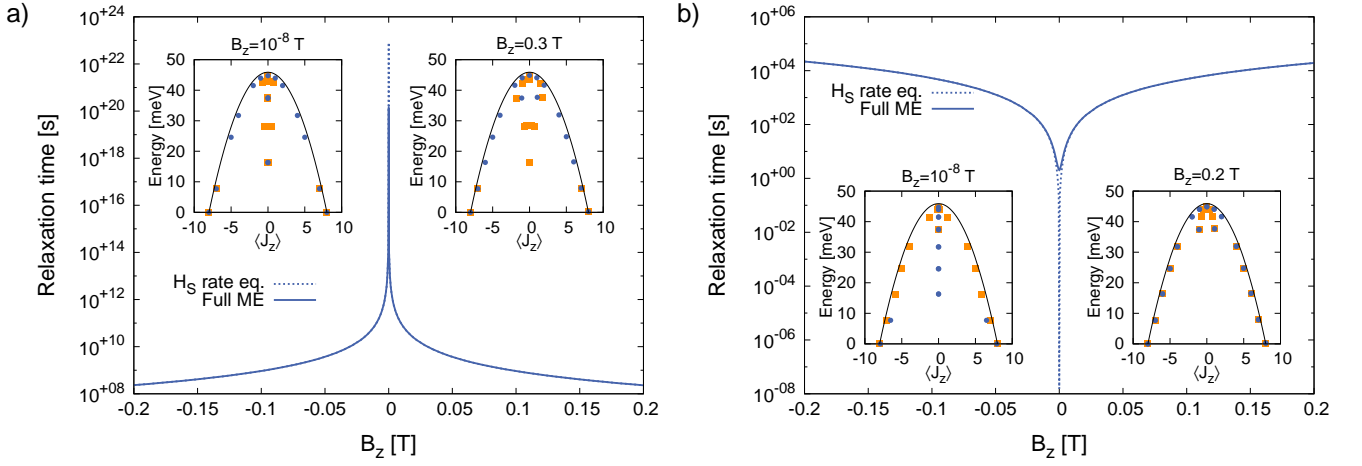 a)
Relaxation time [s]
10^+24
10^+22
10^+20
10^+18
10^+16
10^+14
10^+12
10^+10
10^+08
-0.2 -0.15 -0.1 -0.05 0 0.05 0.1 0.15 0.2
B_z [T]
B_z=10^-8 T
Energy [meV]
50
40
30
20
10
0
-10 -5 0 5 10
⟨J_z⟩
B_z=0.3 T
Energy [meV]
50
40
30
20
10
0
-10 -5 0 5 10
⟨J_z⟩
H_S rate eq.
Full ME
b)
Relaxation time [s]
10^+06
10^+04
10^+02
10^+00
10^-02
10^-04
10^-06
10^-08
-0.2 -0.15 -0.1 -0.05 0 0.05 0.1 0.15 0.2
B_z [T]
H_S rate eq.
Full ME
B_z=10^-8 T
Energy [meV]
50
40
30
20
10
0
-10 -5 0 5 10
⟨J_z⟩
B_z=0.2 T
Energy [meV]
50
40
30
20
10
0
-10 -5 0 5 10
⟨J_z⟩